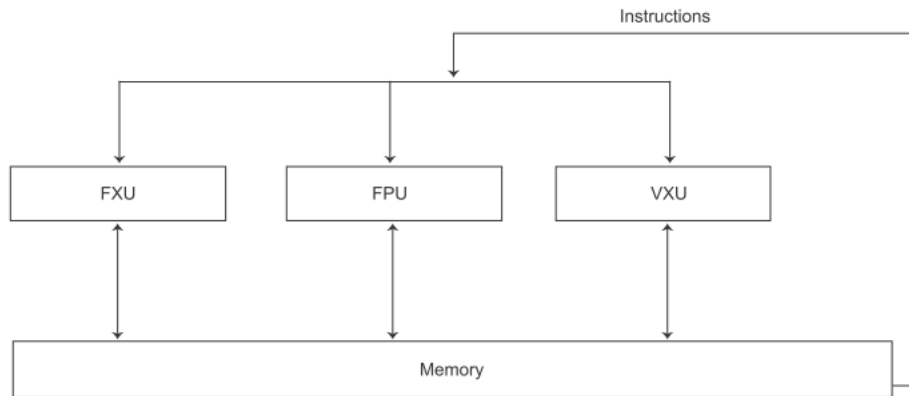 Instructions
FXU
FPU
VXU
Memory